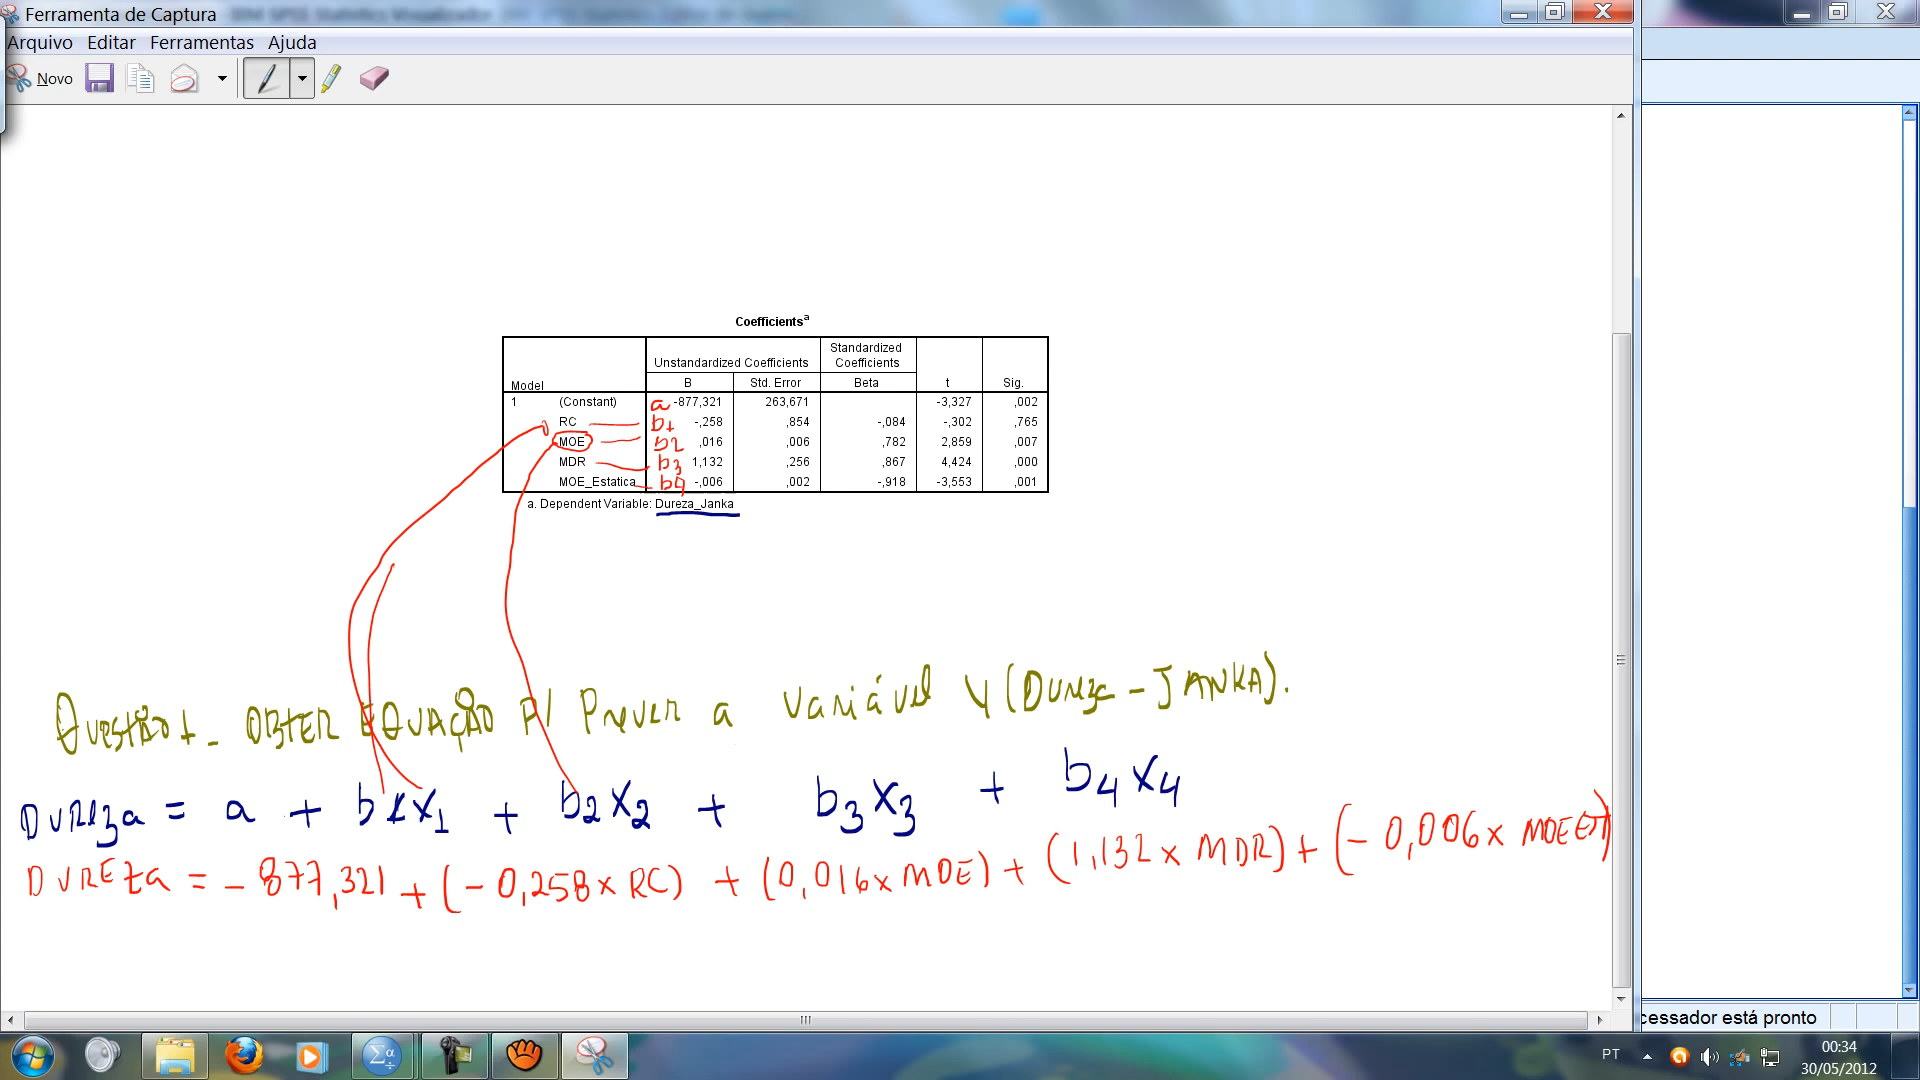 Ferramenta de Captura
Arquivo Editar Ferramentas Ajuda
Novo
Coefficientsa
Model Unstandardized Coefficients Standardized Coefficients t Sig.
B Std. Error Beta
1 (Constant) a -877,321 263,671 -3,327 ,002
RC b1 -,258 ,854 -,084 -,302 ,765
MOE b2 ,016 ,006 ,782 2,859 ,007
MDR b3 1,132 ,256 ,867 4,424 ,000
MOE_Estatica b4 -,006 ,002 -,918 -3,553 ,001
a. Dependent Variable: Dureza_Janka
QUESTÃO 1 - OBTER EQUAÇÃO P/ Prever a variável Y (Dureza - JANKA).
DUREza = a + b1x1 + b2x2 + b3x3 + b4x4
DUREza = - 877,321 + (- 0,258 x RC) + (0,016 x MOE) + (1,132 x MDR) + (- 0,006 x MOE EST)
cessador está pronto
PT
00:34
30/05/2012